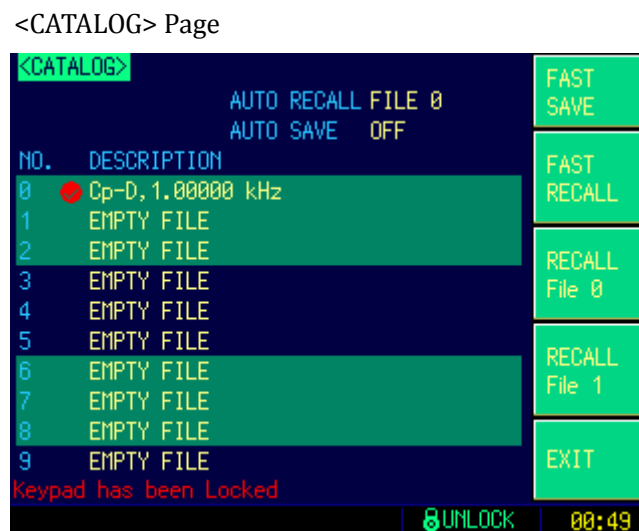 <CATALOG> Page
<CATALOG>
AUTO RECALL FILE 0
AUTO SAVE OFF
NO. DESCRIPTION
0 Cp-D,1.00000 kHz
1 EMPTY FILE
2 EMPTY FILE
3 EMPTY FILE
4 EMPTY FILE
5 EMPTY FILE
6 EMPTY FILE
7 EMPTY FILE
8 EMPTY FILE
9 EMPTY FILE
Keypad has been Locked
FAST
SAVE
FAST
RECALL
RECALL
File 0
RECALL
File 1
EXIT
UNLOCK 00:49